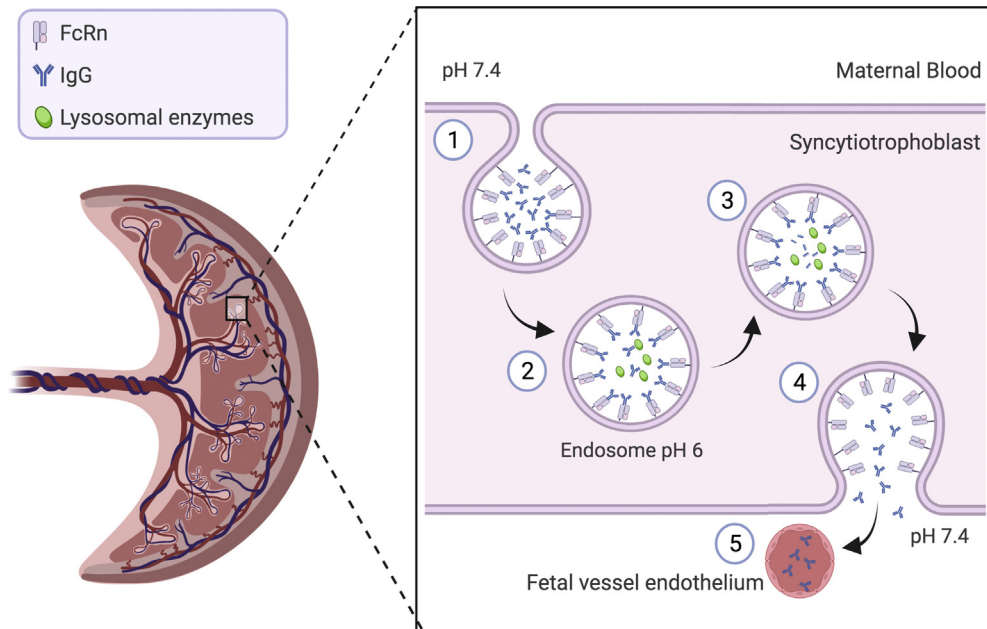 FcRn
IgG
Lysosomal enzymes
pH 7.4
Maternal Blood
1
Syncytiotrophoblast
3
2
4
Endosome pH 6
5
pH 7.4
Fetal vessel endothelium